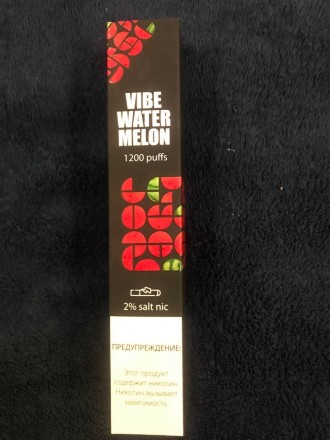 VIBE
WATER
MELON
1200 puffs
2% salt nic
ПРЕДУПРЕЖДЕНИЕ:
Этот продукт
содержит никотин.
Никотин вызывает
зависимость.